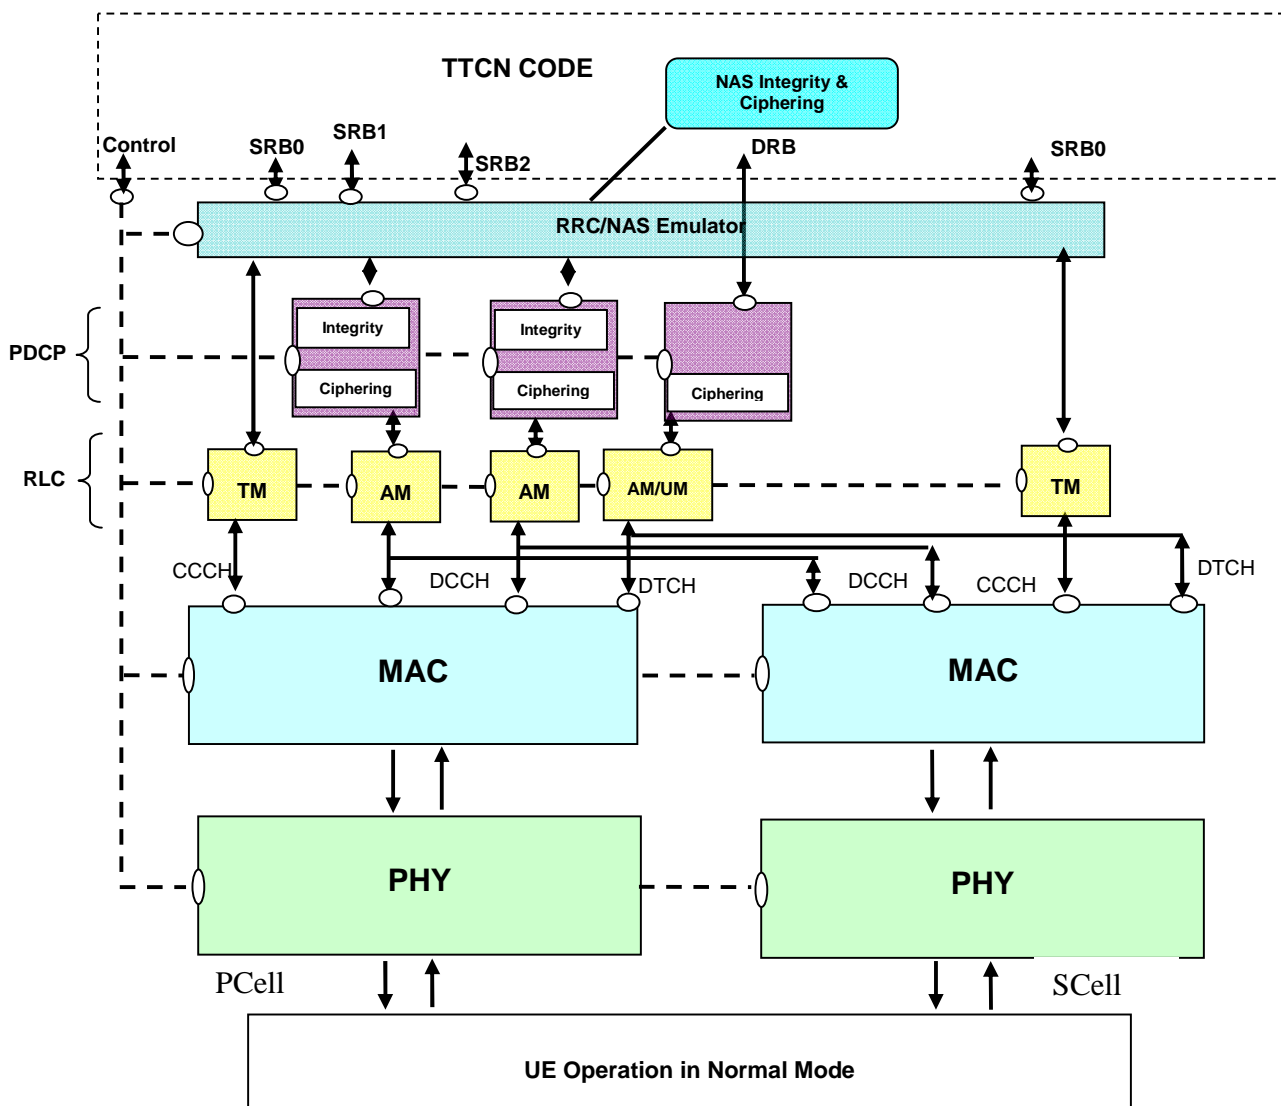 TTCN CODE
NAS Integrity &
Ciphering
Control
SRB0
SRB1
SRB2
DRB
SRB0
RRC/NAS Emulator
PDCP
Integrity
Ciphering
Integrity
Ciphering
Ciphering
RLC
TM
AM
AM
AM/UM
TM
CCCH
DCCH
DTCH
DCCH
CCCH
DTCH
MAC
MAC
PHY
PHY
PCell
SCell
UE Operation in Normal Mode